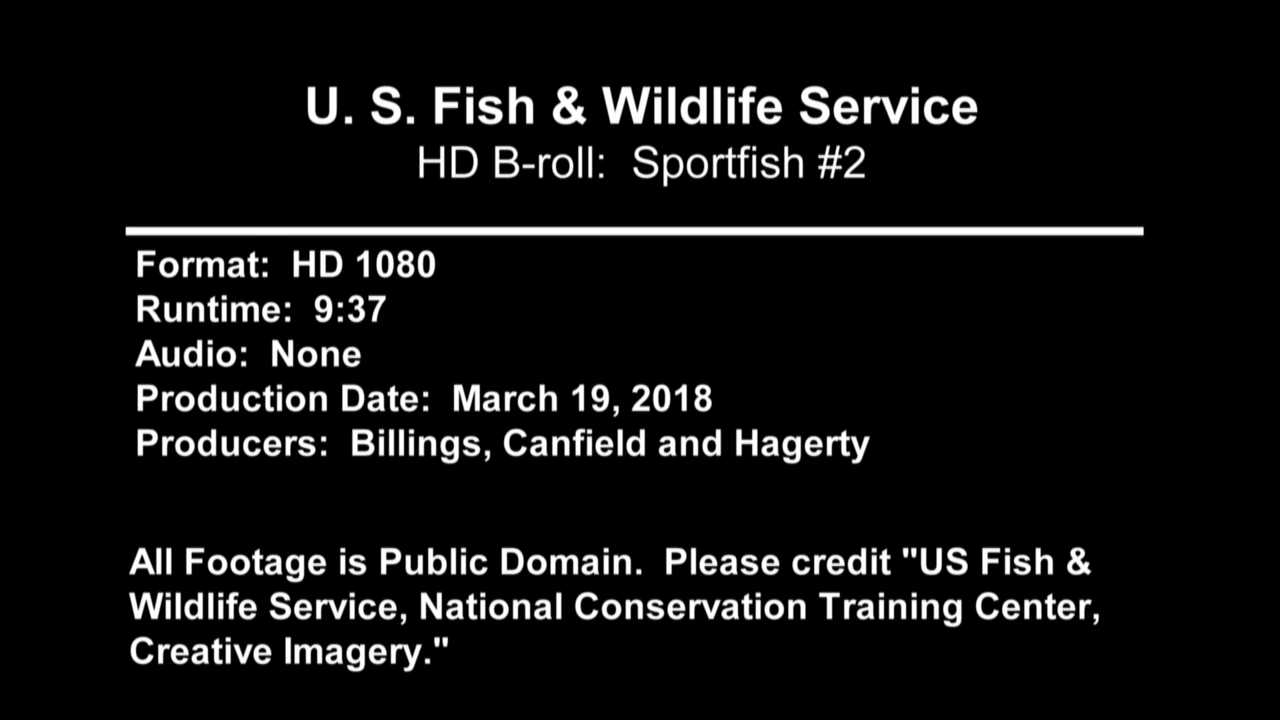 U. S. Fish & Wildlife Service
HD B-roll:  Sportfish #2
Format:  HD 1080
Runtime:  9:37
Audio:  None
Production Date:  March 19, 2018
Producers:  Billings, Canfield and Hagerty
All Footage is Public Domain.  Please credit "US Fish &
Wildlife Service, National Conservation Training Center,
Creative Imagery."